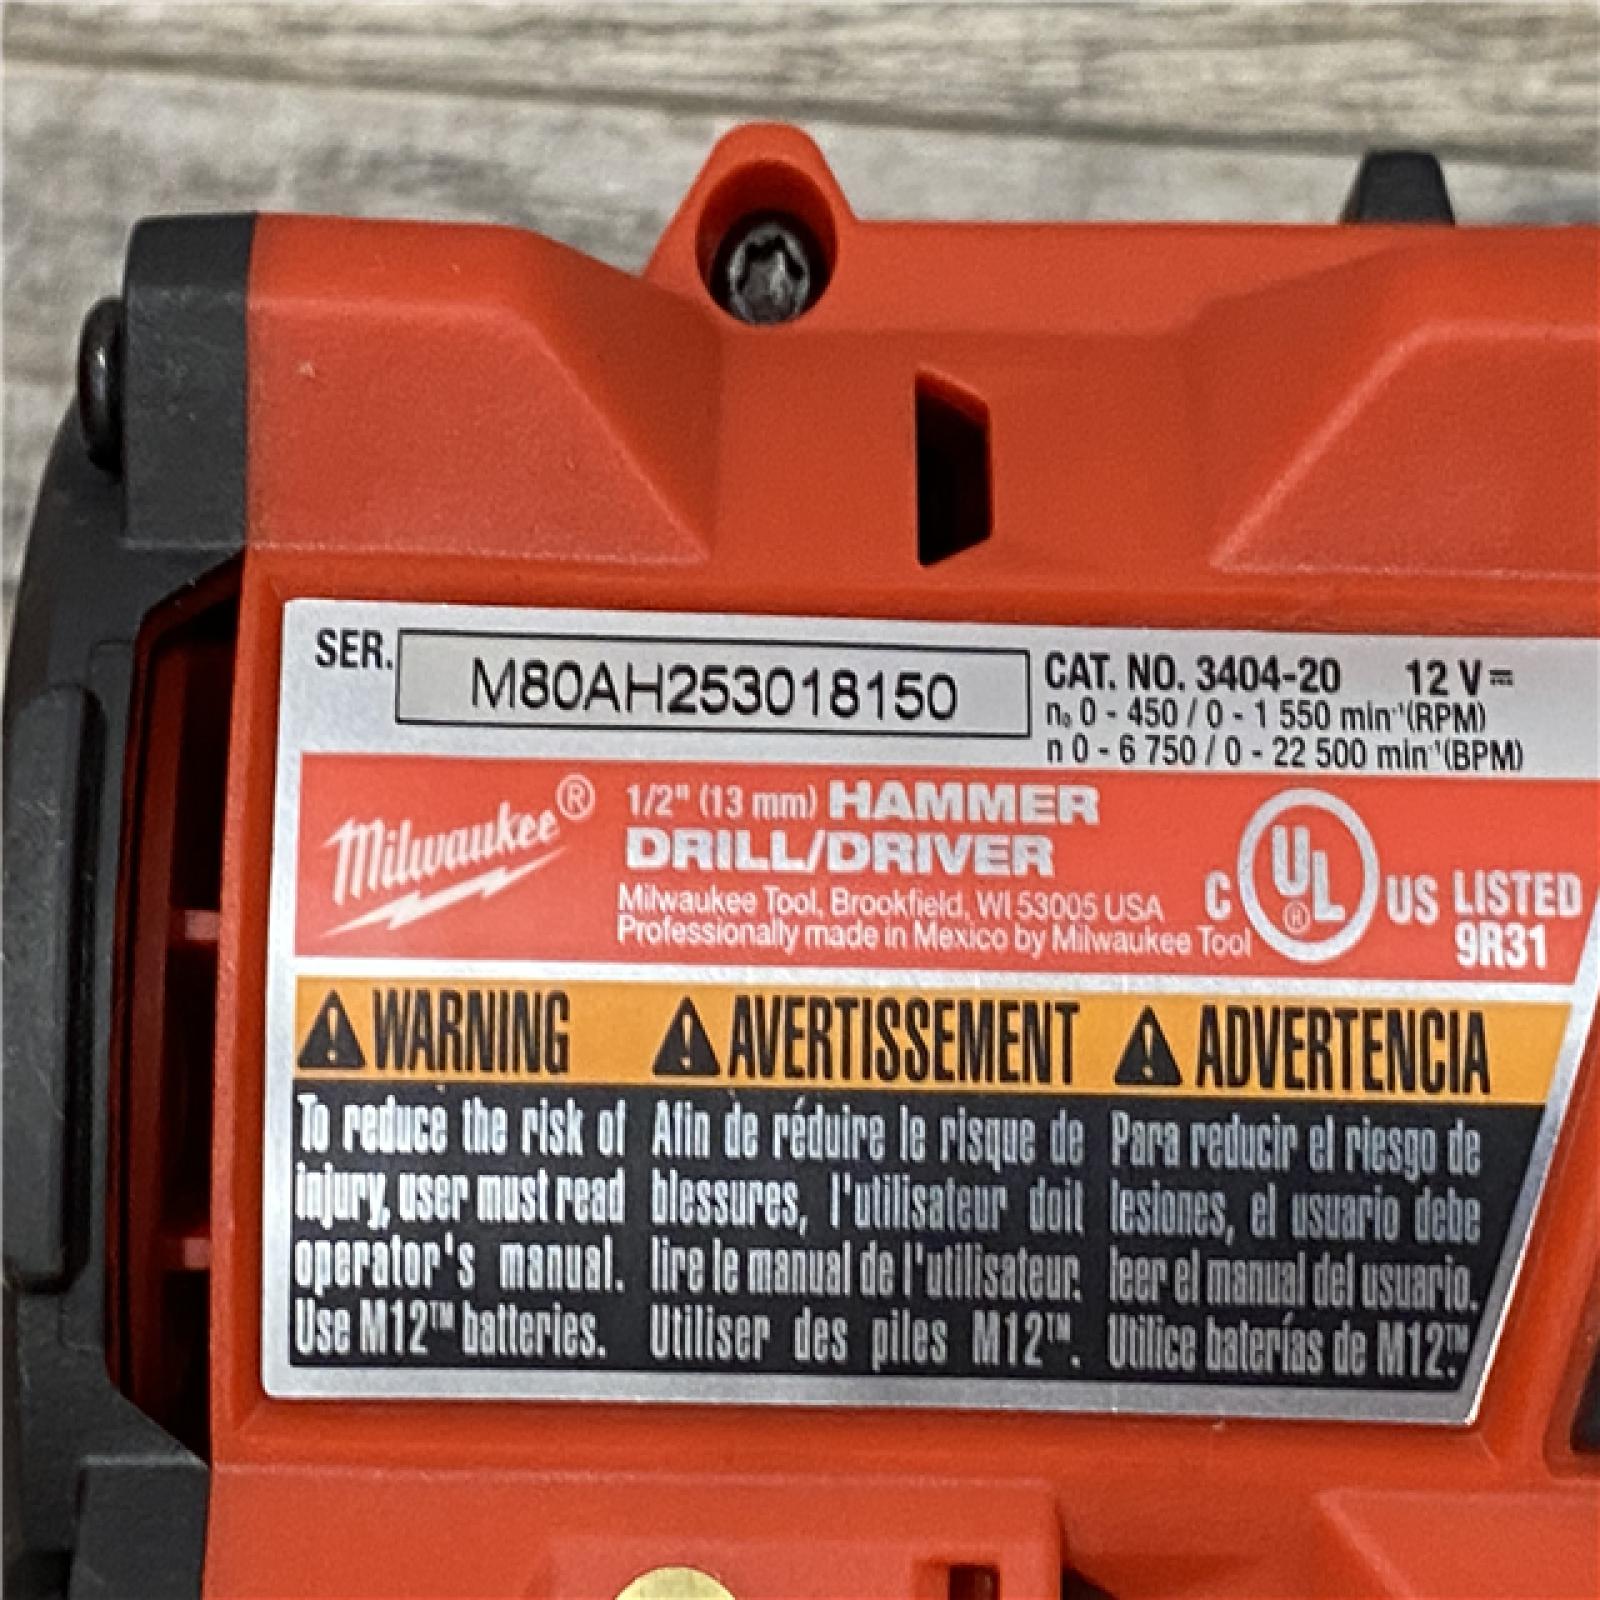 SER. M80AH253018150
CAT. NO. 3404-20 12 V⎓
n₀ 0 - 450 / 0 - 1 550 min⁻¹(RPM)
n 0 - 6 750 / 0 - 22 500 min⁻¹(BPM)
Milwaukee®
1/2" (13 mm) HAMMER
DRILL/DRIVER
Milwaukee Tool, Brookfield, WI 53005 USA
Professionally made in Mexico by Milwaukee Tool
C UL® US LISTED
9R31
WARNING
To reduce the risk of
injury, user must read
operator's manual.
Use M12™ batteries.
AVERTISSEMENT
Afin de réduire le risque de
blessures, l'utilisateur doit
lire le manual de l'utilisateur.
Utiliser des piles M12™.
ADVERTENCIA
Para reducir el riesgo de
lesiones, el usuario debe
leer el manual del usuario.
Utilice baterías de M12™.